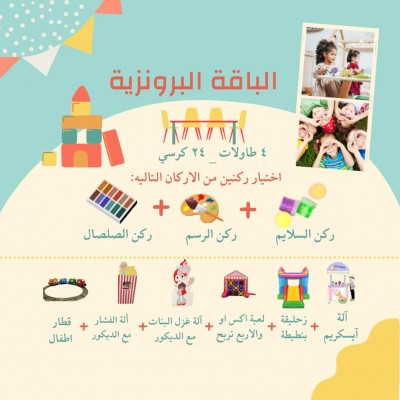 الباقة البرونزية
٤ طاولات _ ٢٤ كرسي
اختيار ركنين من الاركان التالية:
ركن السلايم + ركن الرسم + ركن الصلصال
آلة آيسكريم + زحليقة بنطيطة + لعبة اكس او والاربع تربح + آلة غزل البنات مع الديكور + آلة الفشار مع الديكور + قطار اطفال